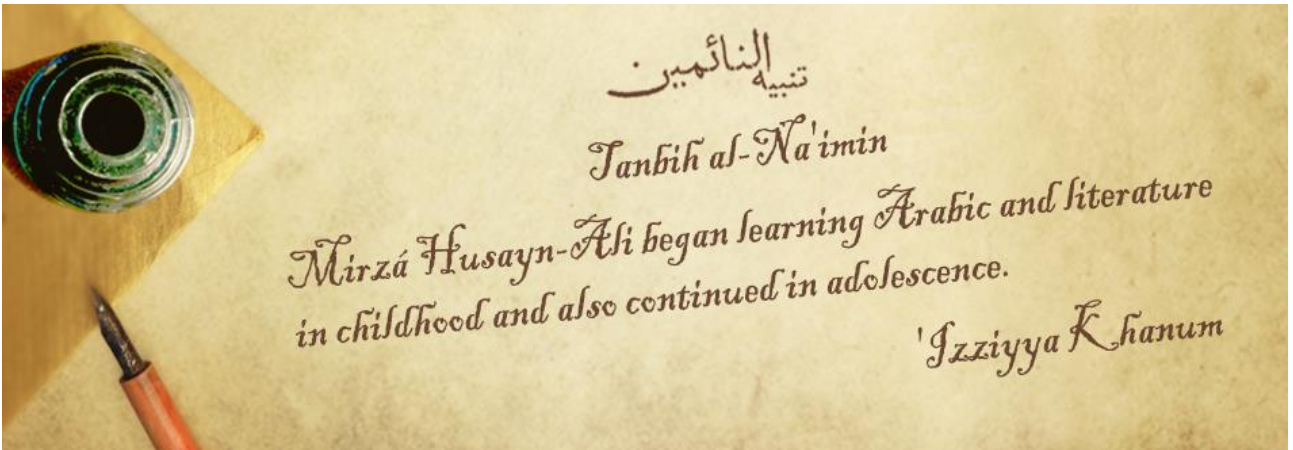 تنبيه النائمين
Tanbih al-Na'imin
Mirzá Husayn-Ali began learning Arabic and literature
in childhood and also continued in adolescence.
'Izziyya Khanum